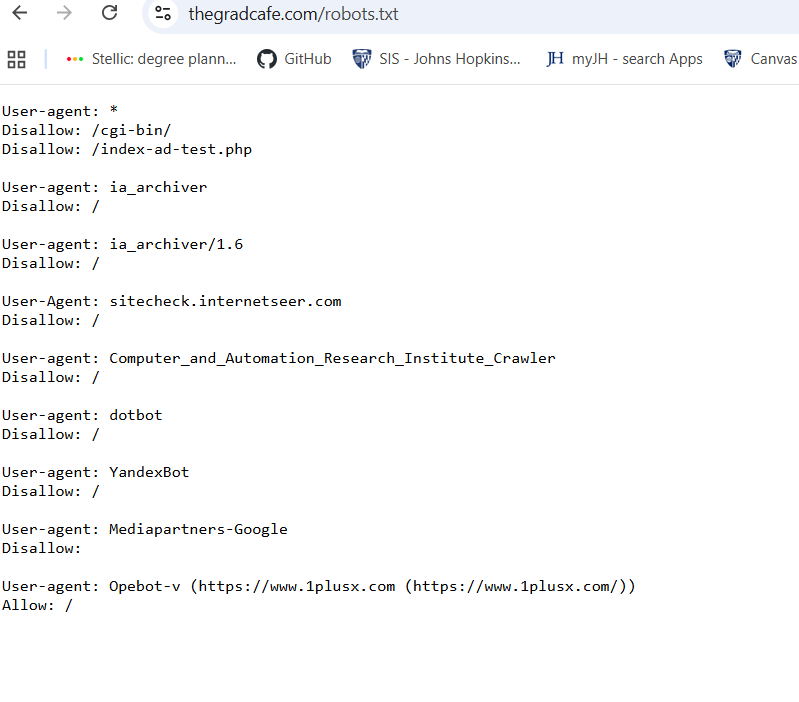 thegradcafe.com/robots.txt
Stellic: degree plann...
GitHub
SIS - Johns Hopkins...
JH myJH - search Apps
Canvas
User-agent: *
Disallow: /cgi-bin/
Disallow: /index-ad-test.php
User-agent: ia_archiver
Disallow: /
User-agent: ia_archiver/1.6
Disallow: /
User-Agent: sitecheck.internetseer.com
Disallow: /
User-agent: Computer_and_Automation_Research_Institute_Crawler
Disallow: /
User-agent: dotbot
Disallow: /
User-agent: YandexBot
Disallow: /
User-agent: Mediapartners-Google
Disallow:
User-agent: Opebot-v (https://www.1plusx.com (https://www.1plusx.com/))
Allow: /